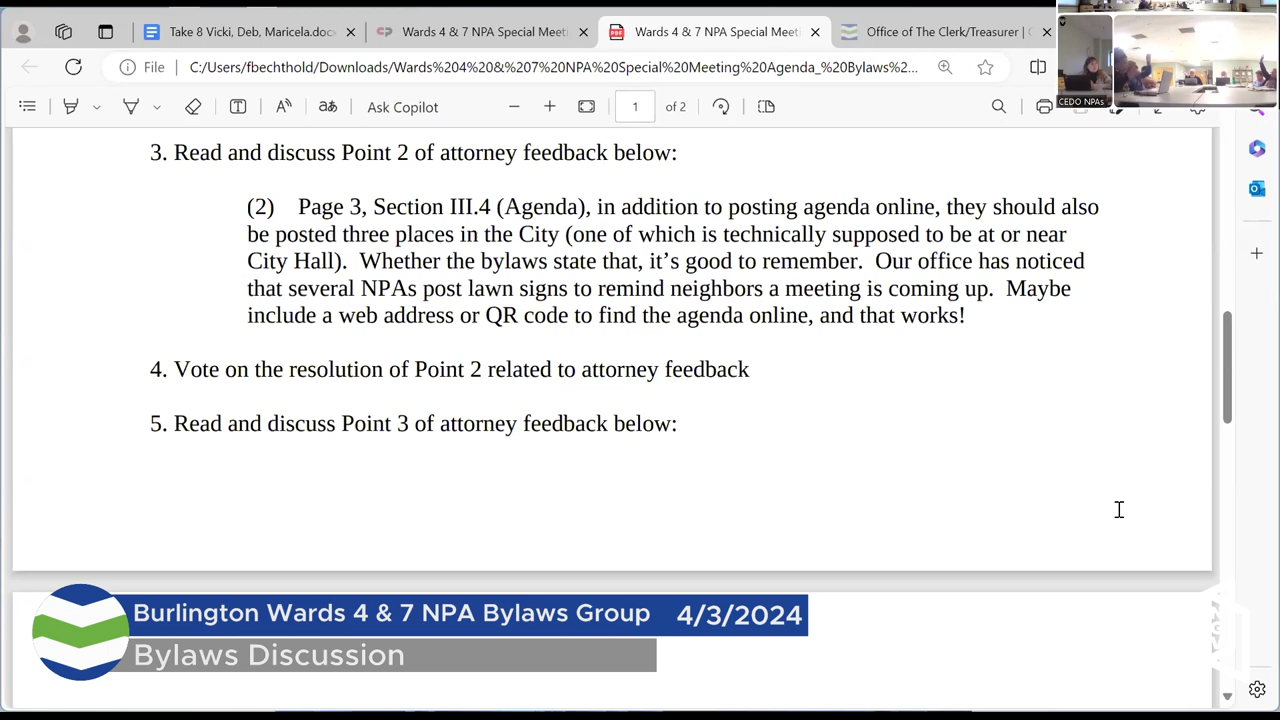 Take 8 Vicki, Deb, Maricela.doc
Wards 4 & 7 NPA Special Meeti
Wards 4 & 7 NPA Special Meeti
Office of The Clerk/Treasurer |
File
C:/Users/fbechthold/Downloads/Wards%204%20&%207%20NPA%20Special%20Meeting%20Agenda_%20Bylaws%2...
Ask Copilot
1 of 2
CEDO NPAs
3. Read and discuss Point 2 of attorney feedback below:
(2) Page 3, Section III.4 (Agenda), in addition to posting agenda online, they should also
be posted three places in the City (one of which is technically supposed to be at or near
City Hall). Whether the bylaws state that, it’s good to remember. Our office has noticed
that several NPAs post lawn signs to remind neighbors a meeting is coming up. Maybe
include a web address or QR code to find the agenda online, and that works!
4. Vote on the resolution of Point 2 related to attorney feedback
5. Read and discuss Point 3 of attorney feedback below:
Burlington Wards 4 & 7 NPA Bylaws Group 4/3/2024
Bylaws Discussion